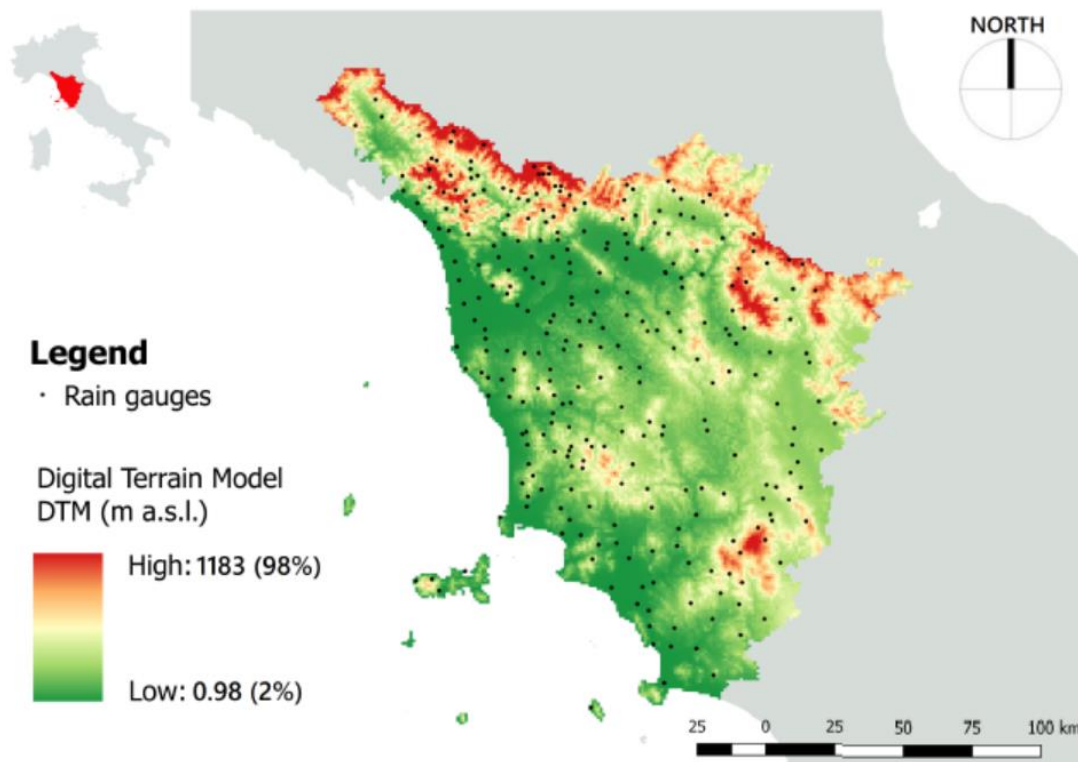 NORTH
Legend
Rain gauges
Digital Terrain Model
DTM (m a.s.l.)
High: 1183 (98%)
Low: 0.98 (2%)
25 0 25 50 75 100 km